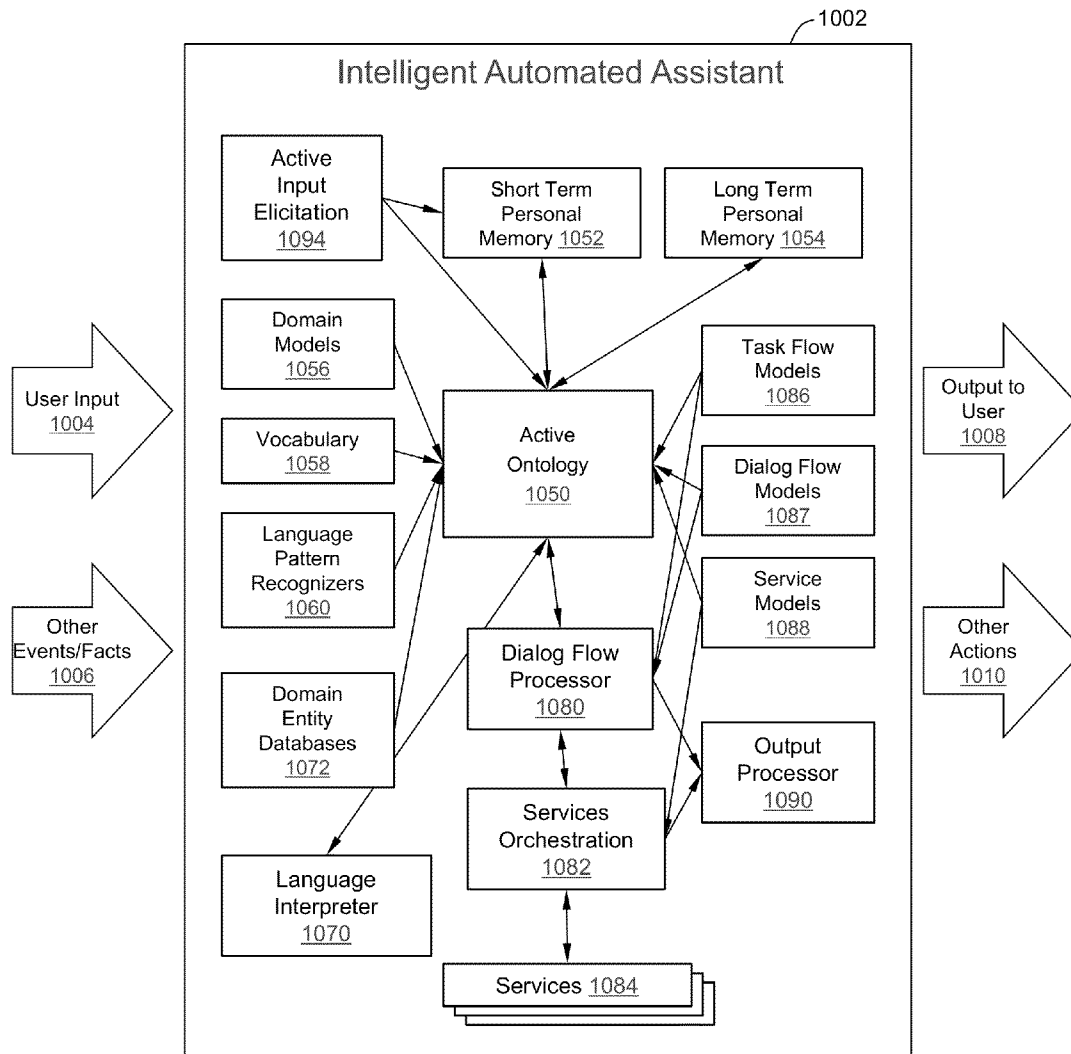 1002
Intelligent Automated Assistant
Active
Input
Elicitation
1094
Short Term
Personal
Memory 1052
Long Term
Personal
Memory 1054
Domain
Models
1056
Task Flow
Models
1086
User Input
1004
Output to
User
1008
Vocabulary
1058
Active
Ontology
1050
Dialog Flow
Models
1087
Language
Pattern
Recognizers
1060
Service
Models
1088
Other
Events/Facts
1006
Other
Actions
1010
Dialog Flow
Processor
1080
Domain
Entity
Databases
1072
Output
Processor
1090
Services
Orchestration
1082
Language
Interpreter
1070
Services 1084